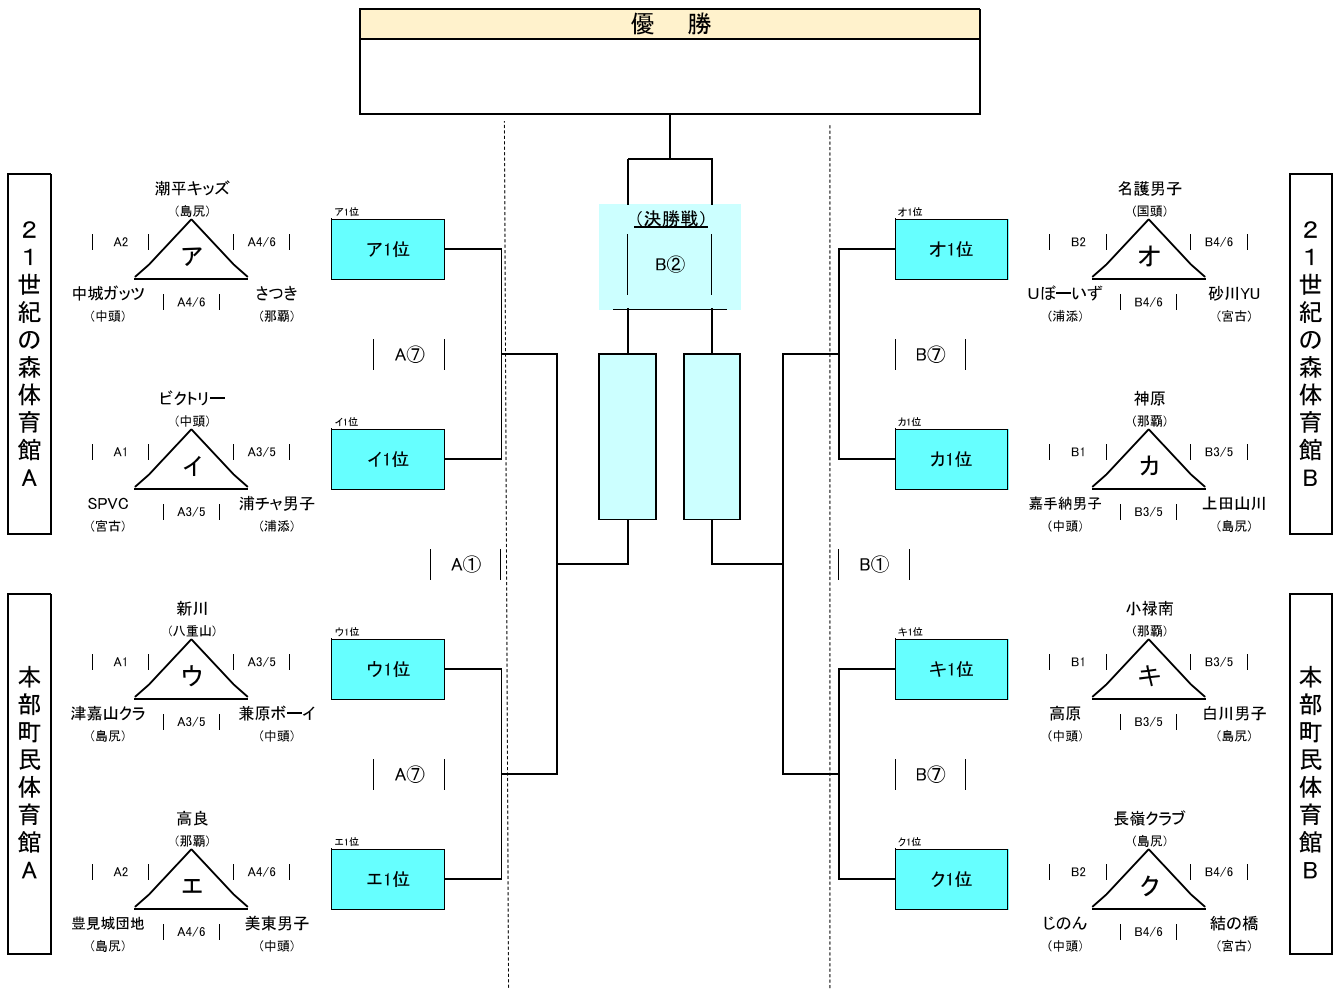 優　勝
21世紀の森体育館A
潮平キッズ
(島尻)
A2
ア
A4/6
中城ガッツ
(中頭)
A4/6
さつき
(那覇)
ア1位
ア1位
A⑦
ビクトリー
(中頭)
A1
イ
A3/5
SPVC
(宮古)
A3/5
浦チャ男子
(浦添)
イ1位
イ1位
A①
本部町民体育館A
新川
(八重山)
A1
ウ
A3/5
津嘉山クラ
(島尻)
A3/5
兼原ボーイ
(中頭)
ウ1位
ウ1位
A⑦
高良
(那覇)
A2
エ
A4/6
豊見城団地
(島尻)
A4/6
美東男子
(中頭)
エ1位
エ1位
(決勝戦)
B②
オ1位
オ1位
名護男子
(国頭)
B2
オ
B4/6
Uぼーいず
(浦添)
B4/6
砂川YU
(宮古)
B⑦
カ1位
カ1位
神原
(那覇)
B1
カ
B3/5
嘉手納男子
(中頭)
B3/5
上田山川
(島尻)
21世紀の森体育館B
B①
キ1位
キ1位
小禄南
(那覇)
B1
キ
B3/5
高原
(中頭)
B3/5
白川男子
(島尻)
B⑦
ク1位
ク1位
長嶺クラブ
(島尻)
B2
ク
B4/6
じのん
(中頭)
B4/6
結の橋
(宮古)
本部町民体育館B